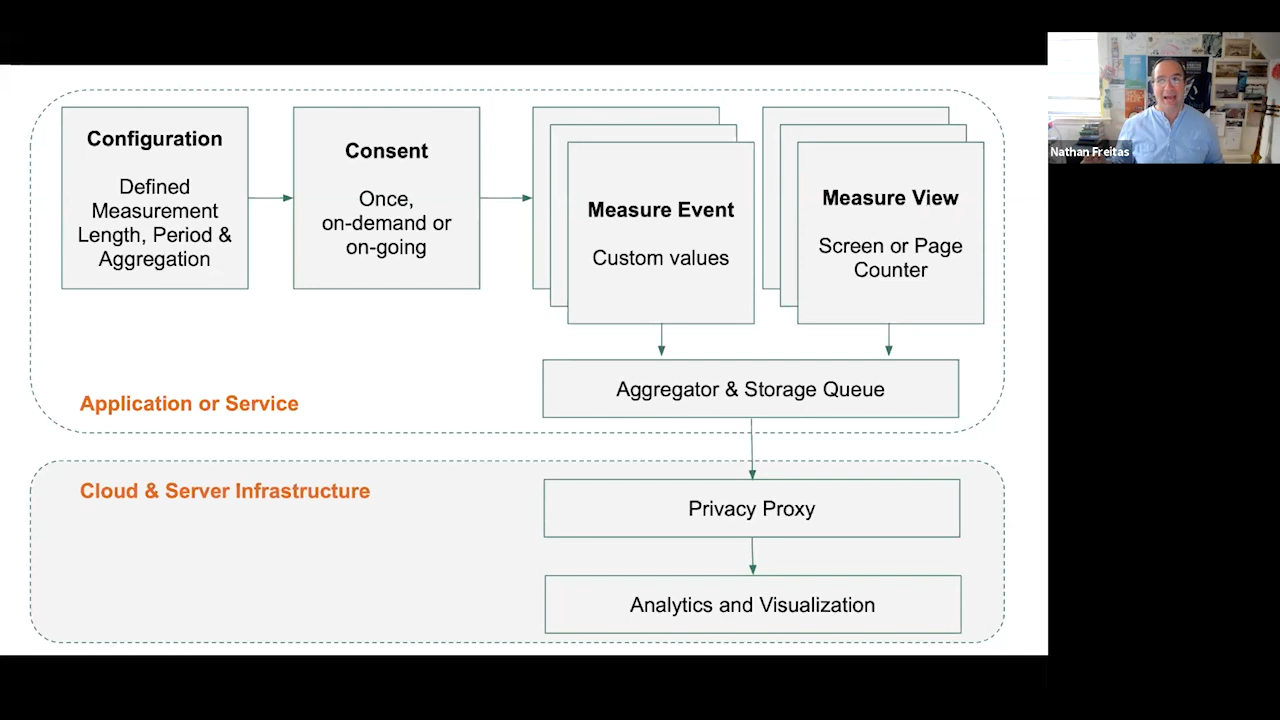 Configuration
Defined
Measurement
Length, Period &
Aggregation
Consent
Once,
on-demand or
on-going
Measure Event
Custom values
Measure View
Screen or Page
Counter
Aggregator & Storage Queue
Application or Service
Cloud & Server Infrastructure
Privacy Proxy
Analytics and Visualization
Nathan Freitas